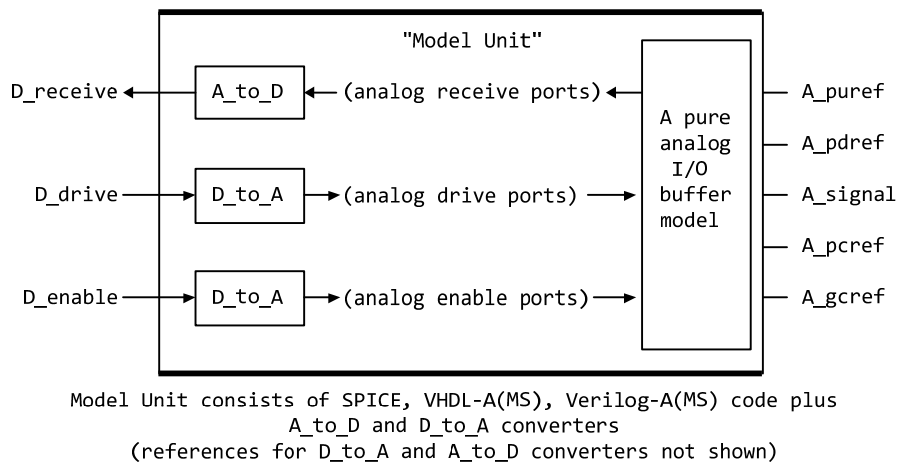 "Model Unit"
D_receive A_to_D (analog receive ports) A_puref
A pure
analog
I/O
buffer
model
A_pdref
D_drive D_to_A (analog drive ports) A_signal
A_pcref
D_enable D_to_A (analog enable ports) A_gcref
Model Unit consists of SPICE, VHDL-A(MS), Verilog-A(MS) code plus
A_to_D and D_to_A converters
(references for D_to_A and A_to_D converters not shown)